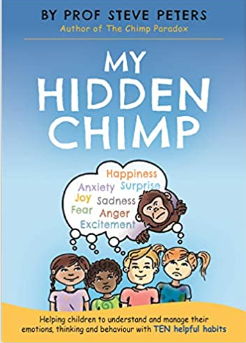 BY PROF STEVE PETERS
Author of The Chimp Paradox
MY
HIDDEN
CHIMP
Happiness
Anxiety Surprise
Joy Sadness
Fear Anger
Excitement
Helping children to understand and manage their
emotions, thinking and behaviour with TEN helpful habits